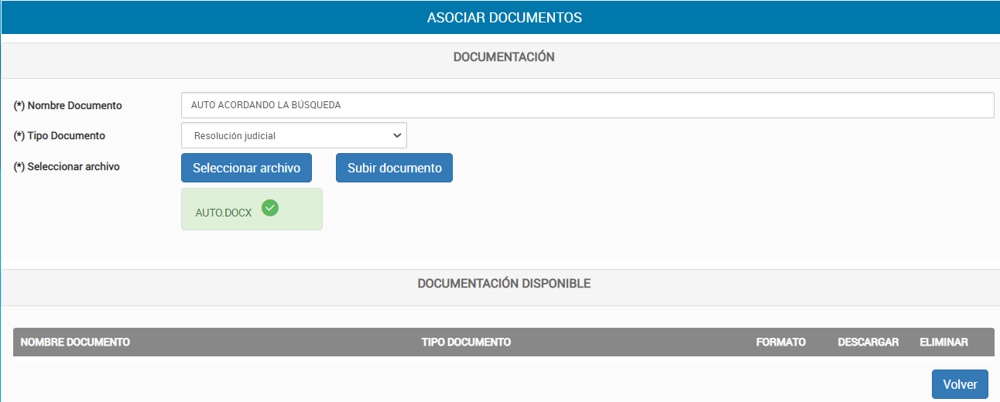 ASOCIAR DOCUMENTOS
DOCUMENTACIÓN
(*) Nombre Documento AUTO ACORDANDO LA BÚSQUEDA
(*) Tipo Documento Resolución judicial
(*) Seleccionar archivo Seleccionar archivo Subir documento
AUTO.DOCX
DOCUMENTACIÓN DISPONIBLE
NOMBRE DOCUMENTO TIPO DOCUMENTO FORMATO DESCARGAR ELIMINAR
Volver